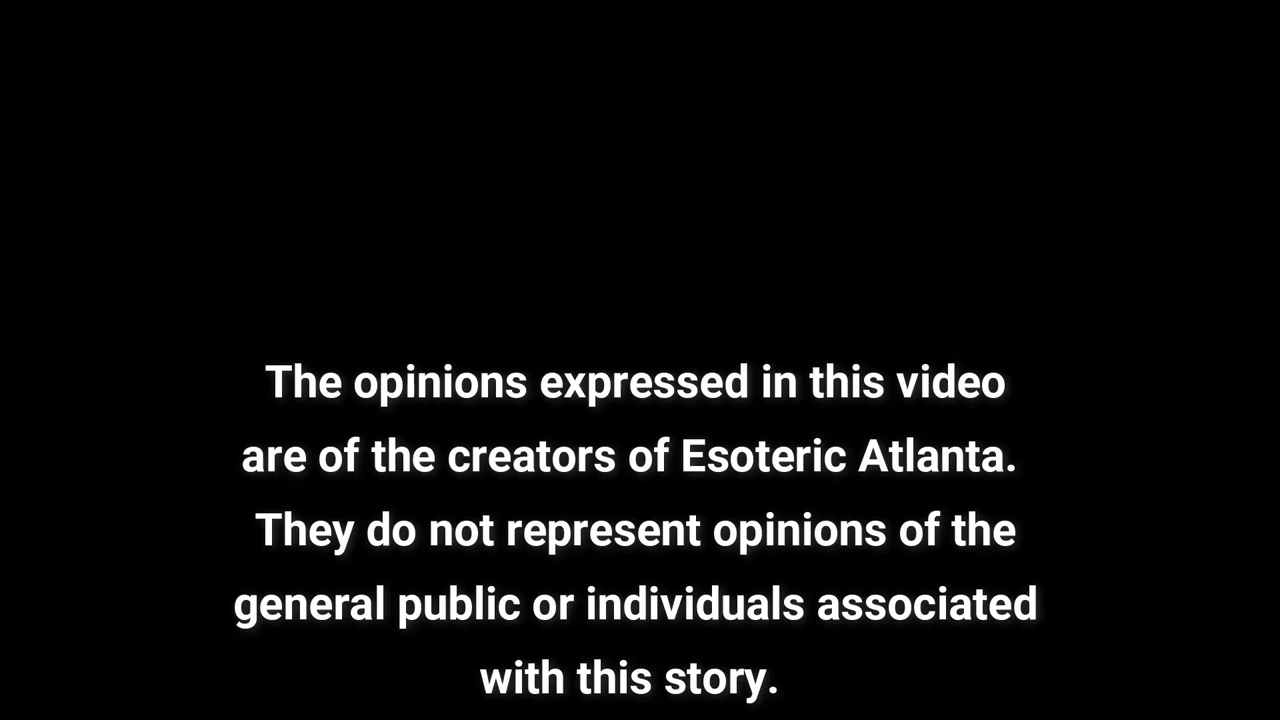 The opinions expressed in this video
are of the creators of Esoteric Atlanta.
They do not represent opinions of the
general public or individuals associated
with this story.